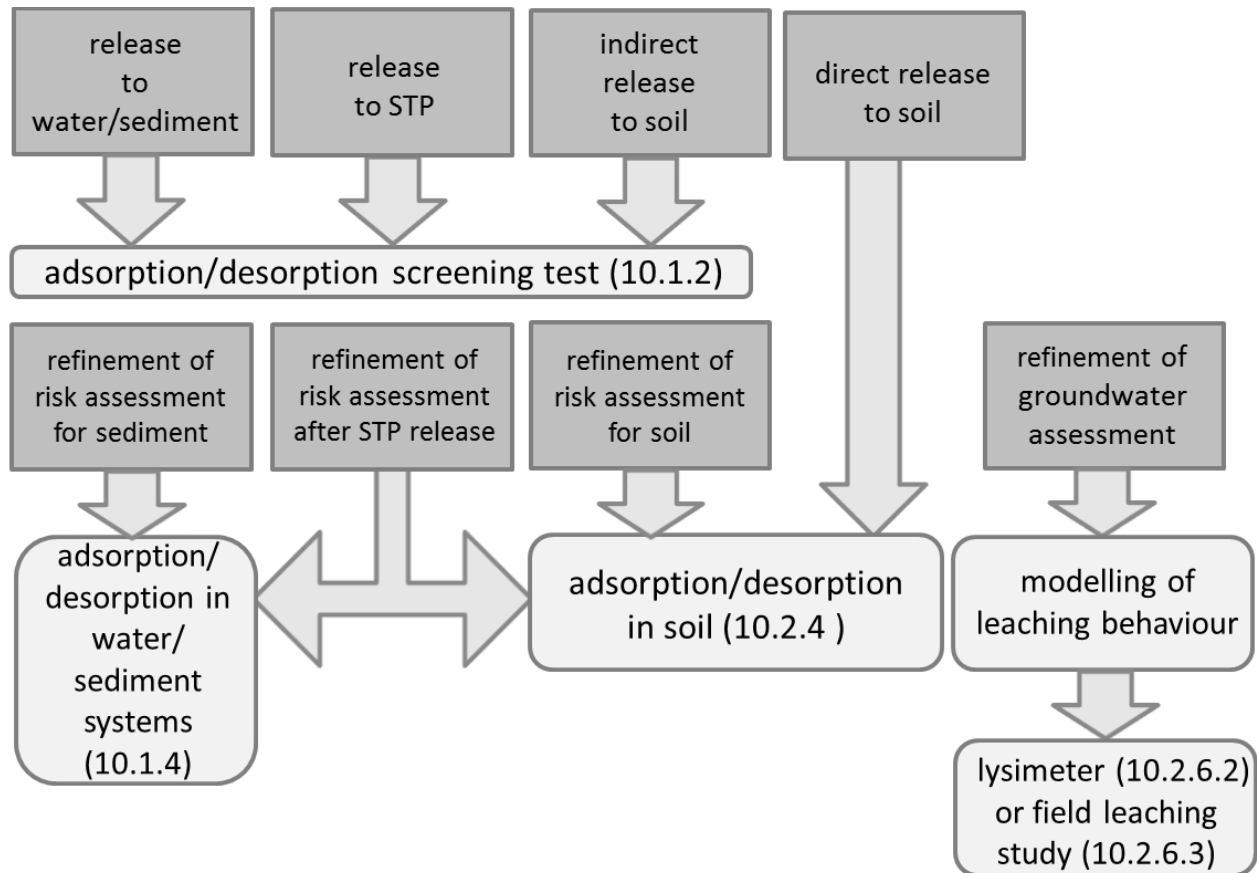 release
to
water/sediment
release
to STP
indirect
release
to soil
direct release
to soil
adsorption/desorption screening test (10.1.2)
refinement of
risk assessment
for sediment
refinement of
risk assessment
after STP release
refinement of
risk assessment
for soil
refinement of
groundwater
assessment
adsorption/
desorption in
water/
sediment
systems
(10.1.4)
adsorption/desorption
in soil (10.2.4 )
modelling of
leaching behaviour
lysimeter (10.2.6.2)
or field leaching
study (10.2.6.3)